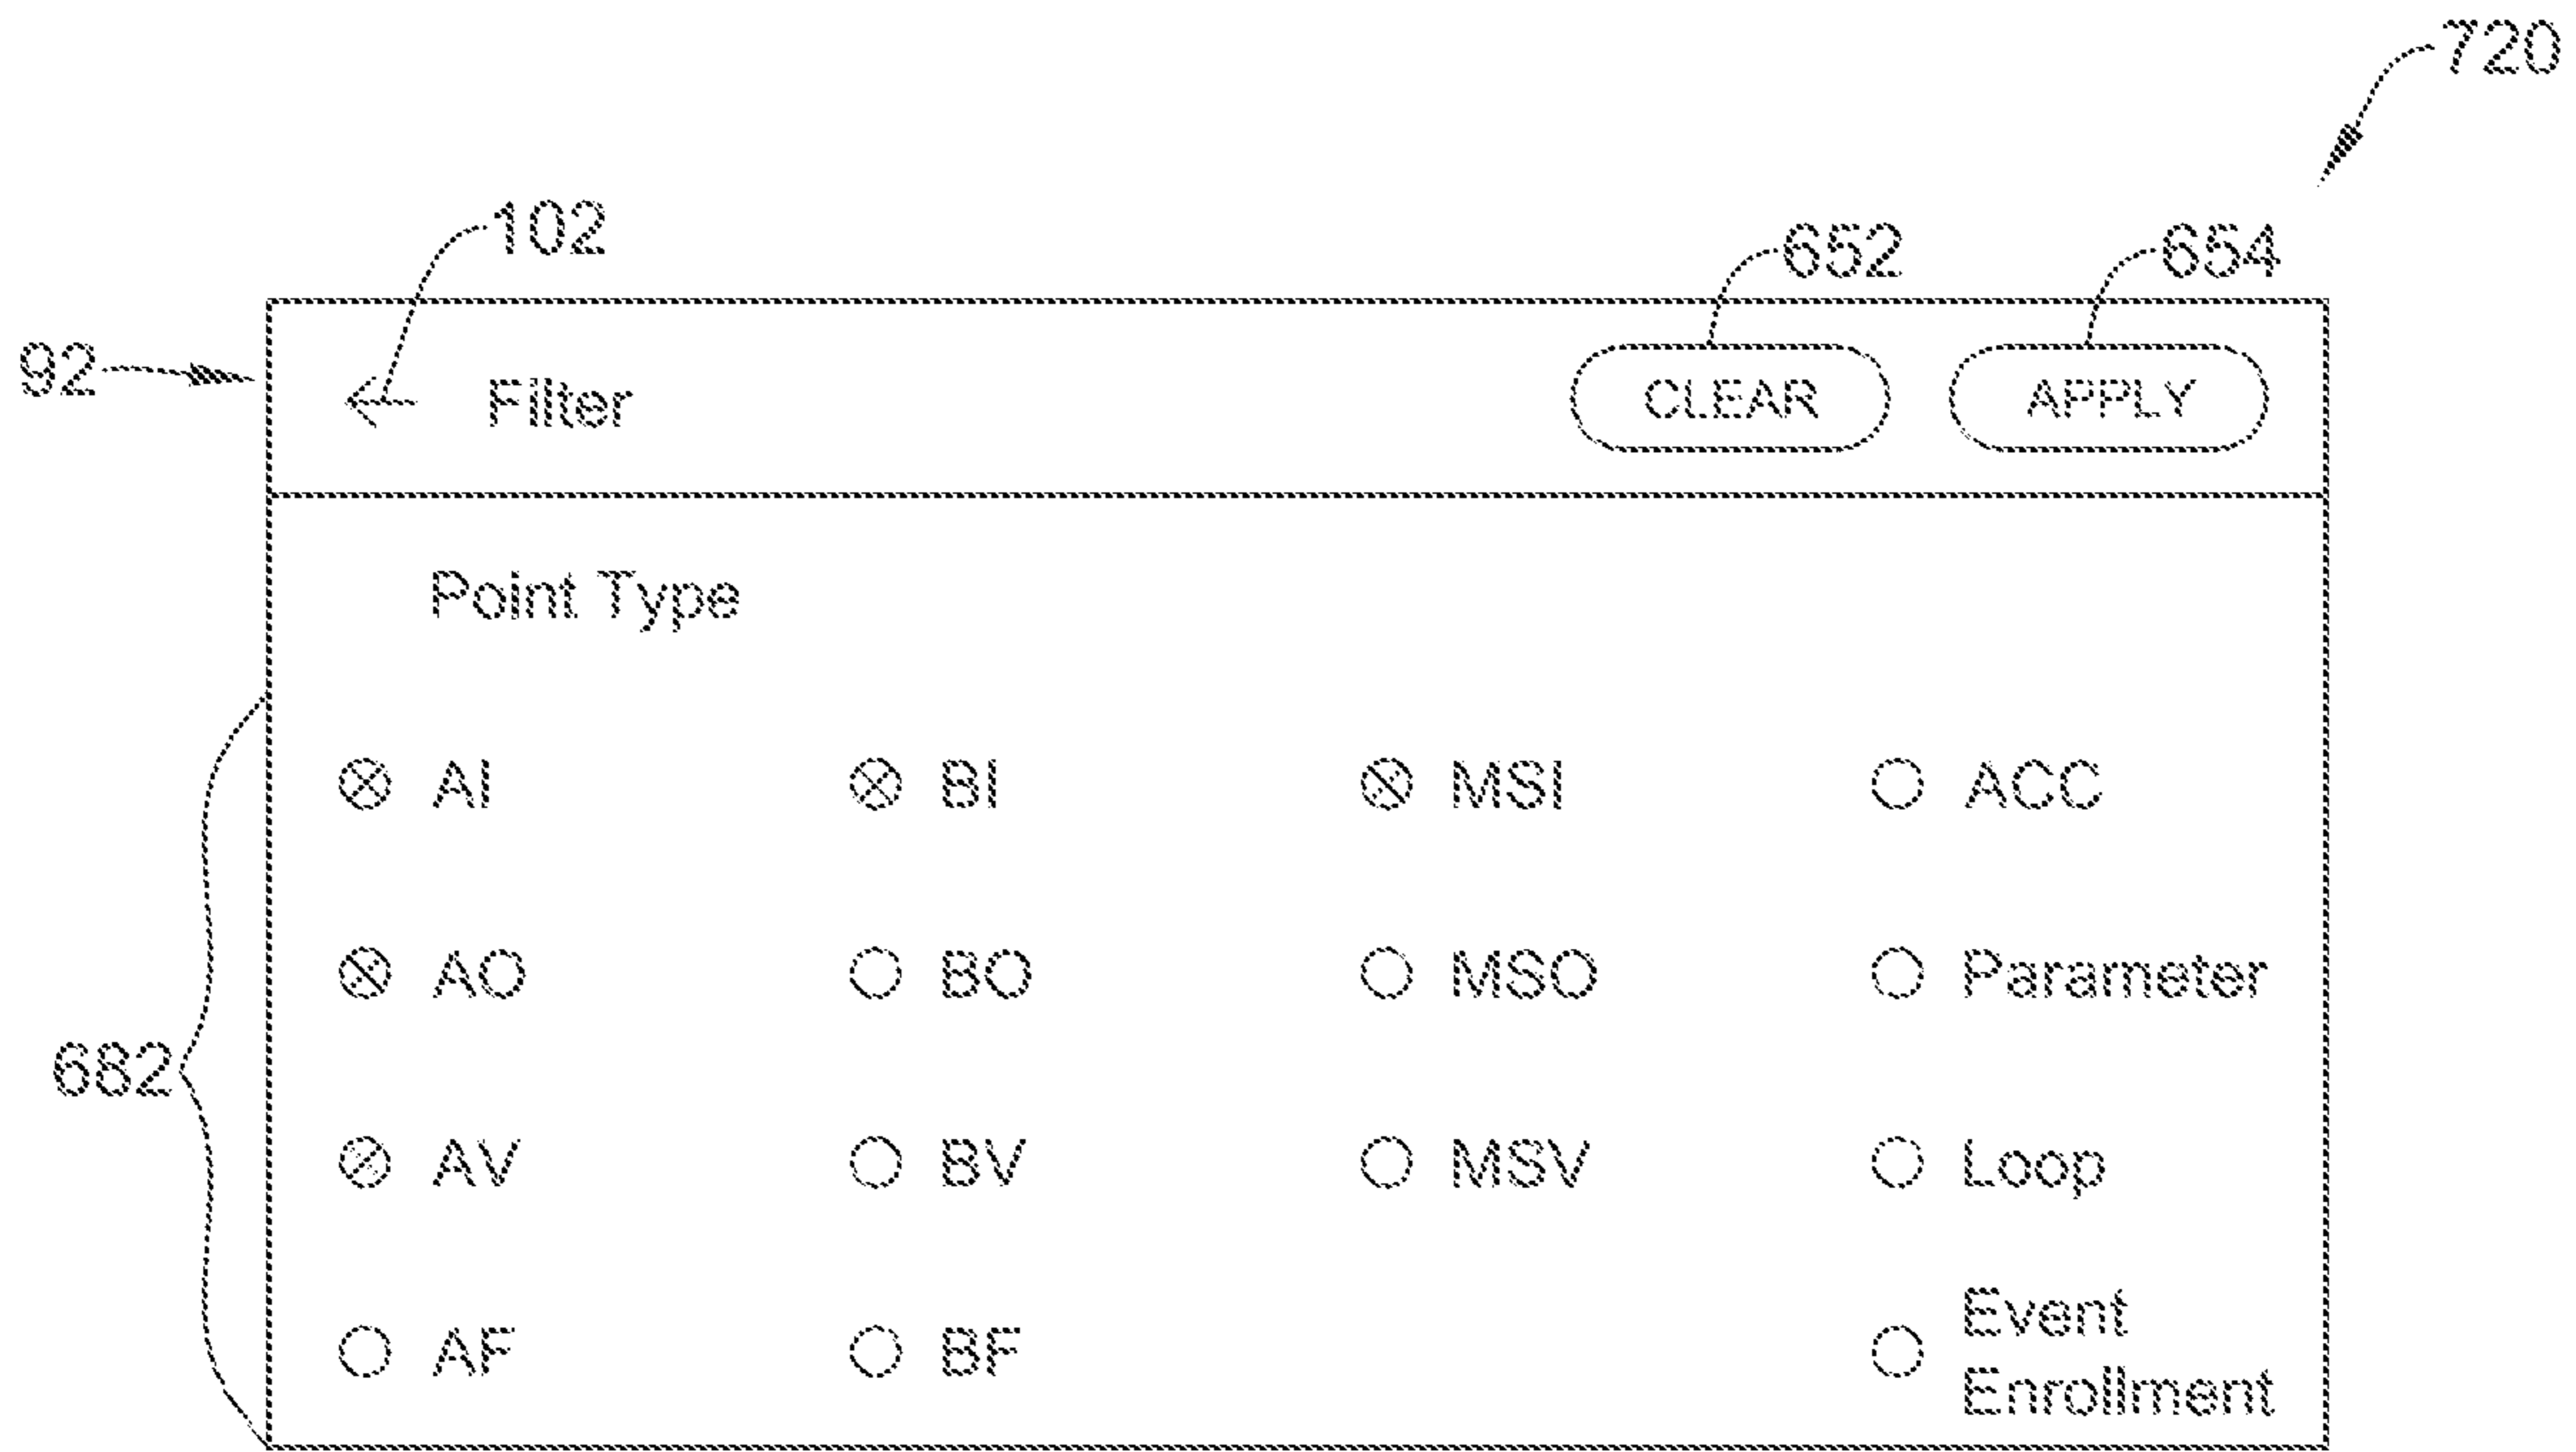 720
102
652
654
92
Filter
CLEAR
APPLY
Point Type
AI
BI
MSI
ACC
AO
BO
MSO
Parameter
682
AV
BV
MSV
Loop
AF
BF
Event
Enrollment